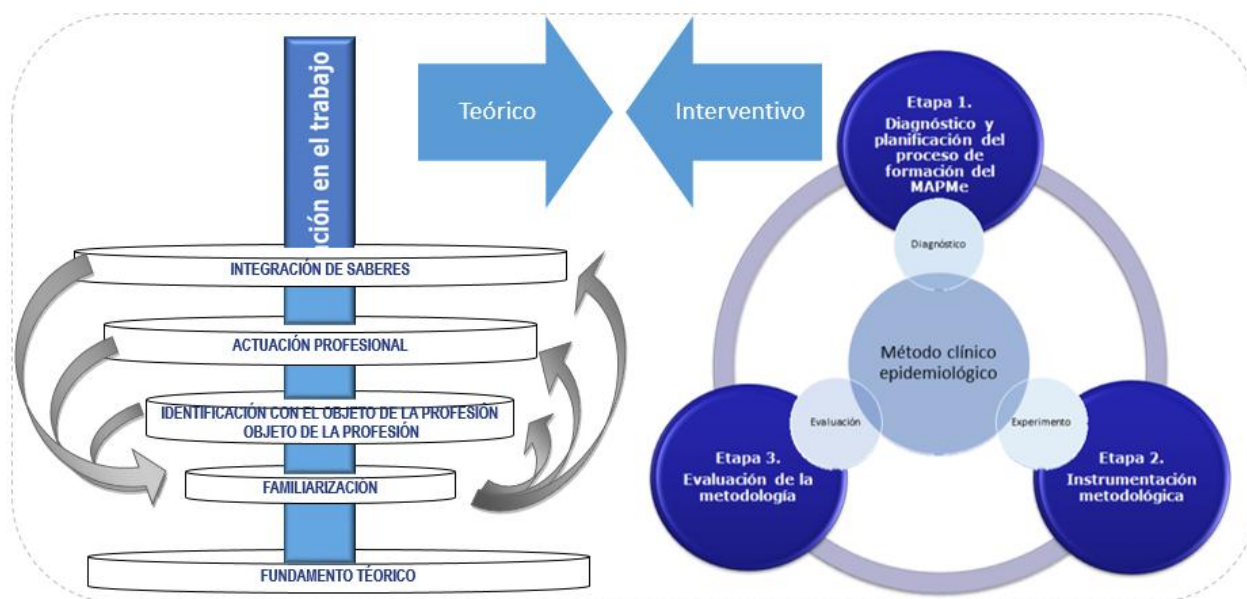 ción en el trabajo
INTEGRACIÓN DE SABERES
ACTUACIÓN PROFESIONAL
IDENTIFICACIÓN CON EL OBJETO DE LA PROFESIÓN
OBJETO DE LA PROFESIÓN
FAMILIARIZACIÓN
FUNDAMENTO TÉORICO
Teórico
Interventivo
Etapa 1.
Diagnóstico y
planificación del
proceso de
formación del
MAPMe
Diagnóstico
Método clínico
epidemiológico
Evaluación
Experimento
Etapa 3.
Evaluación de la
metodología
Etapa 2.
Instrumentación
metodológica